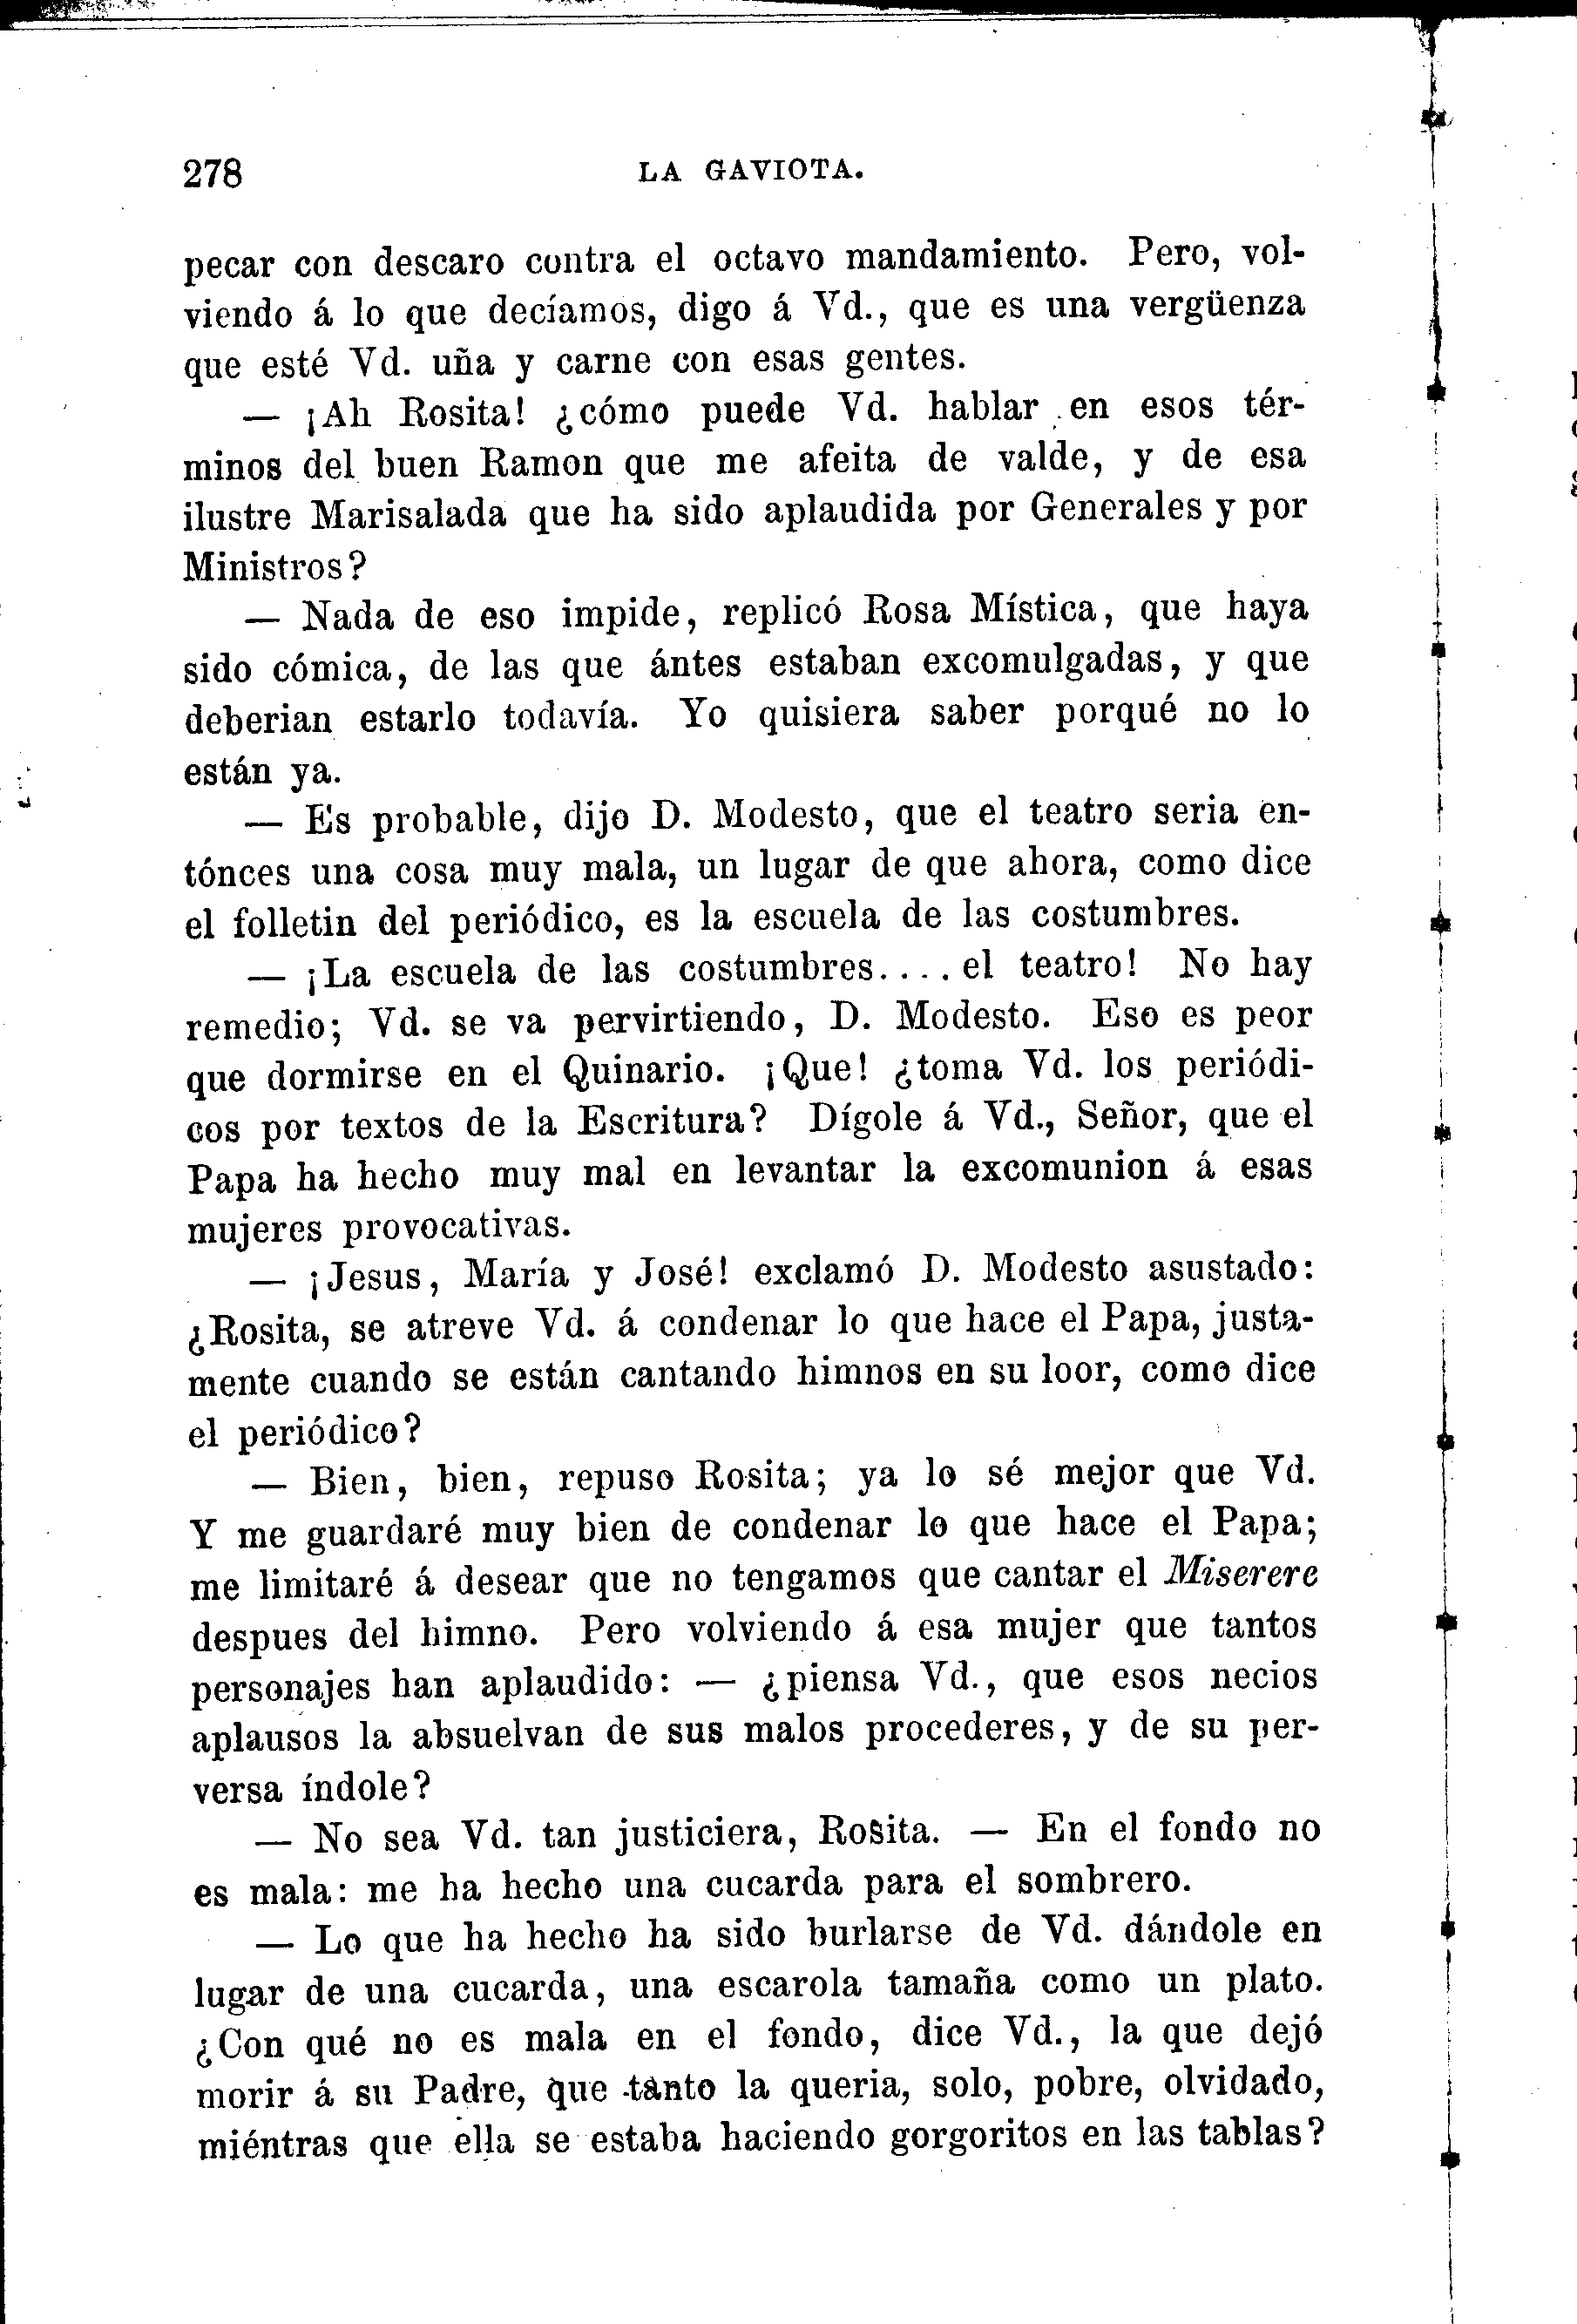 278 LA GAVIOTA.
pecar con descaro contra el octavo mandamiento. Pero, vol-
viendo á lo que decíamos, digo á Vd., que es una vergüenza
que esté Vd. uña y carne con esas gentes.
— ¡Ah Rosita! ¿cómo puede Vd. hablar en esos tér-
minos del buen Ramon que me afeita de valde, y de esa
ilustre Marisalada que ha sido aplaudida por Generales y por
Ministros?
— Nada de eso impide, replicó Rosa Mística, que haya
sido cómica, de las que ántes estaban excomulgadas, y que
deberian estarlo todavía. Yo quisiera saber porqué no lo
están ya.
— Es probable, dijo D. Modesto, que el teatro seria en-
tónces una cosa muy mala, un lugar de que ahora, como dice
el folletin del periódico, es la escuela de las costumbres.
— ¡La escuela de las costumbres.... el teatro! No hay
remedio; Vd. se va pervirtiendo, D. Modesto. Eso es peor
que dormirse en el Quinario. ¡Que! ¿toma Vd. los periódi-
cos por textos de la Escritura? Dígole á Vd., Señor, que el
Papa ha hecho muy mal en levantar la excomunion á esas
mujeres provocativas.
— ¡Jesus, María y José! exclamó D. Modesto asustado:
¿Rosita, se atreve Vd. á condenar lo que hace el Papa, justa-
mente cuando se están cantando himnos en su loor, como dice
el periódico?
— Bien, bien, repuso Rosita; ya lo sé mejor que Vd.
Y me guardaré muy bien de condenar lo que hace el Papa;
me limitaré á desear que no tengamos que cantar el Miserere
despues del himno. Pero volviendo á esa mujer que tantos
personajes han aplaudido: — ¿piensa Vd., que esos necios
aplausos la absuelvan de sus malos procederes, y de su per-
versa índole?
— No sea Vd. tan justiciera, Rosita. — En el fondo no
es mala: me ha hecho una cucarda para el sombrero.
— Lo que ha hecho ha sido burlarse de Vd. dándole en
lugar de una cucarda, una escarola tamaña como un plato.
¿Con qué no es mala en el fondo, dice Vd., la que dejó
morir á su Padre, que tanto la queria, solo, pobre, olvidado,
miéntras que ella se estaba haciendo gorgoritos en las tablas?